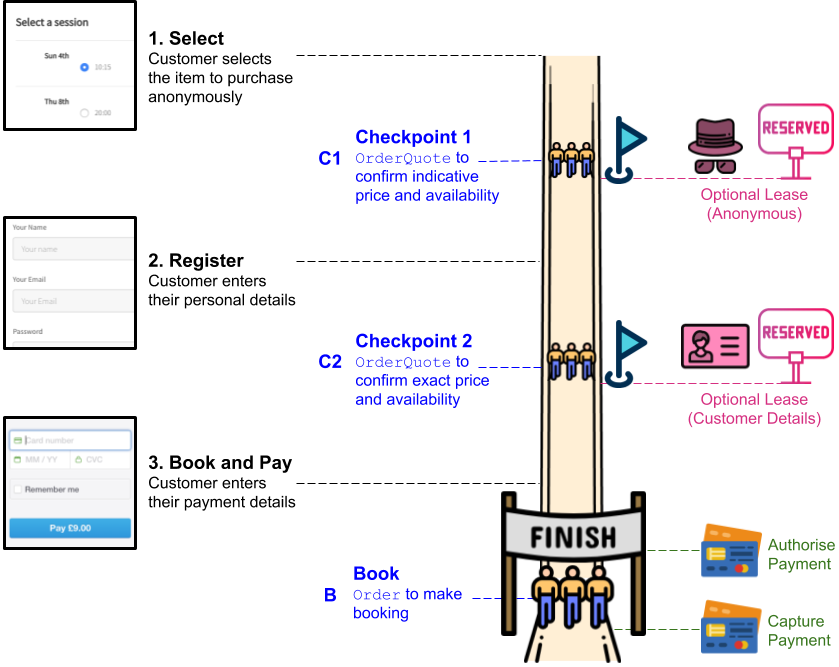 Select a session
Sun 4th
10:15
Thu 8th
20:00
1. Select
Customer selects
the item to purchase
anonymously
C1
Checkpoint 1
OrderQuote to
confirm indicative
price and availability
RESERVED
Optional Lease
(Anonymous)
Your Name
Your name
Your Email
Your Email
Password
2. Register
Customer enters
their personal details
C2
Checkpoint 2
OrderQuote to
confirm exact price
and availability
RESERVED
Optional Lease
(Customer Details)
Card number
MM / YY
CVC
Remember me
Pay £9.00
3. Book and Pay
Customer enters
their payment details
FINISH
Authorise
Payment
B
Book
Order to make
booking
Capture
Payment